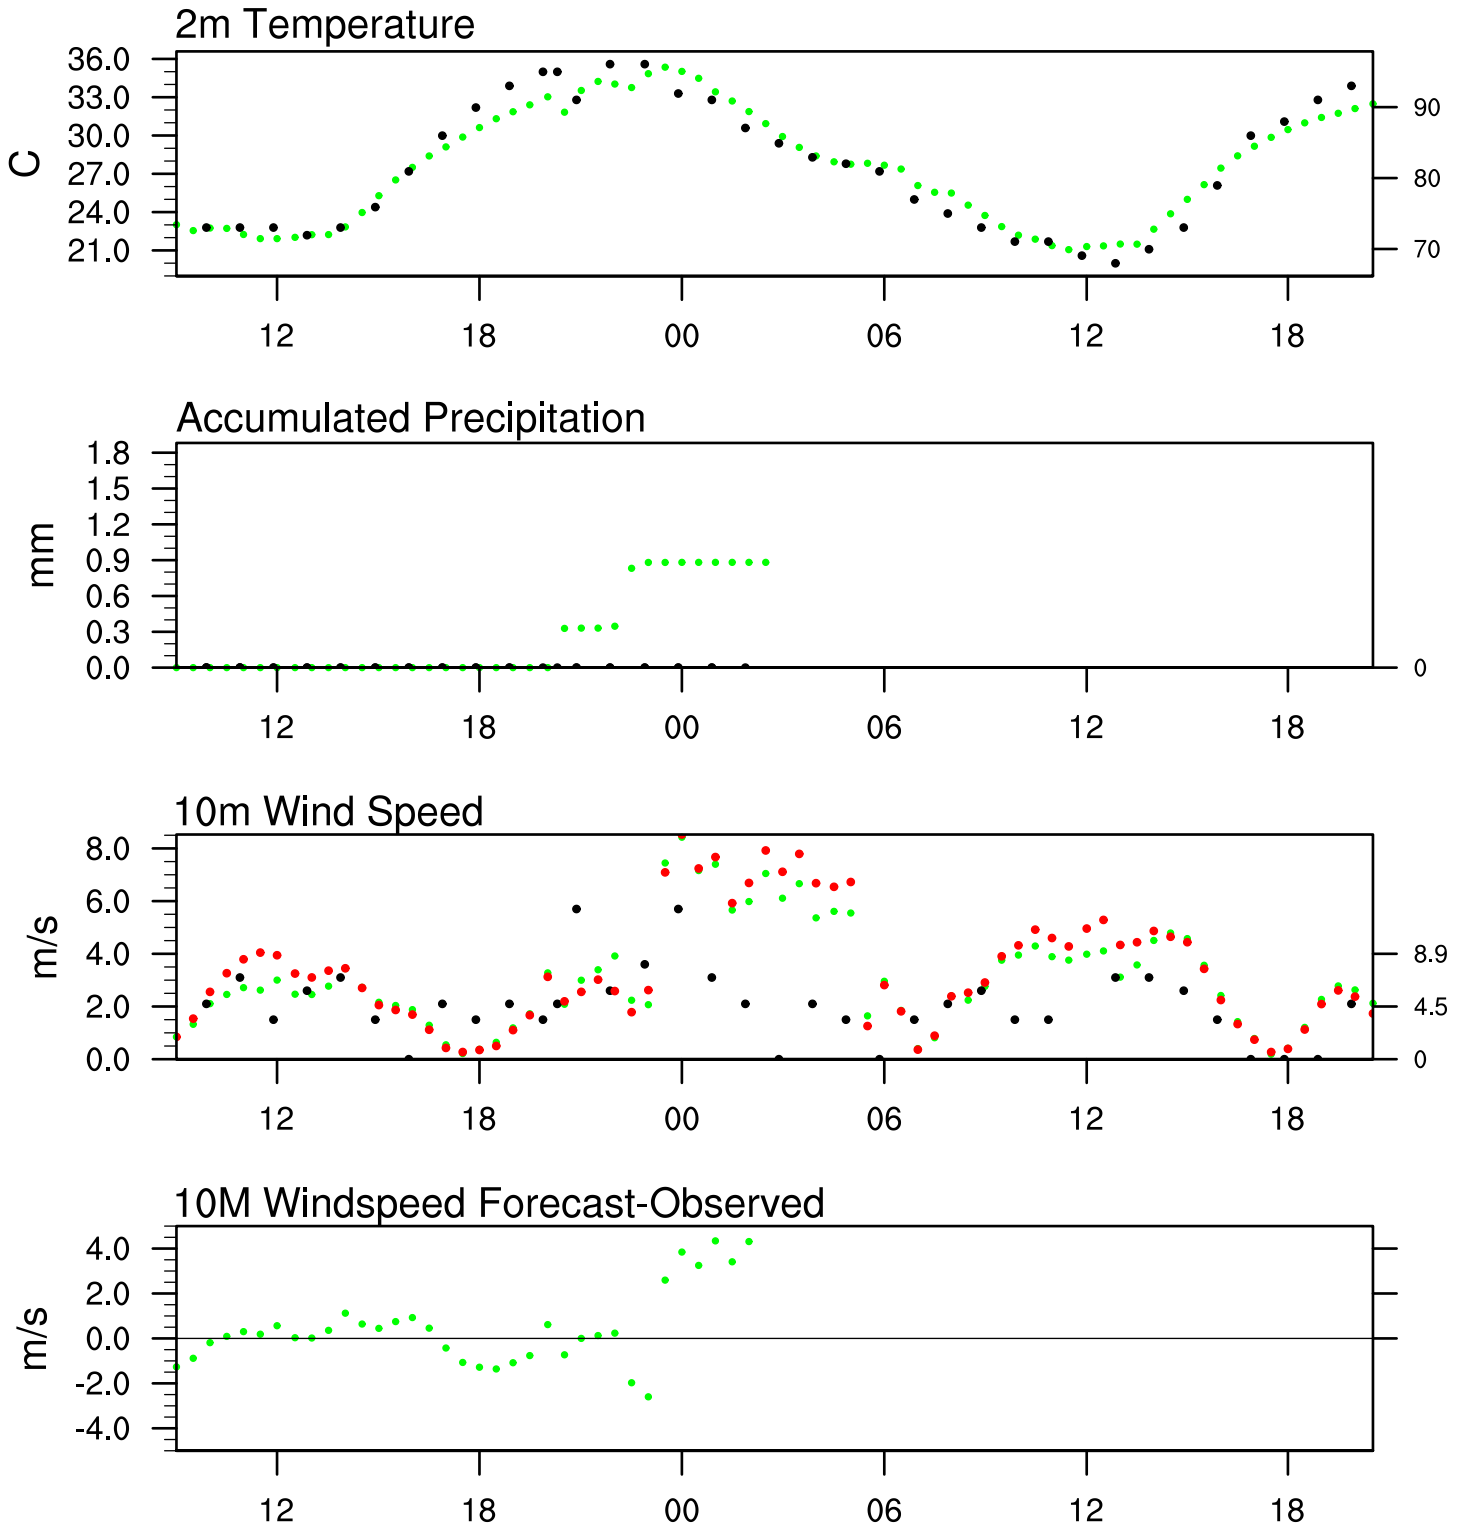 2m Temperature
36.0
33.0
30.0
27.0
24.0
21.0
C
90
80
70
12 18 00 06 12 18
Accumulated Precipitation
1.8
1.5
1.2
0.9
0.6
0.3
0.0
mm
0
12 18 00 06 12 18
10m Wind Speed
8.0
6.0
4.0
2.0
0.0
m/s
8.9
4.5
0
12 18 00 06 12 18
10M Windspeed Forecast-Observed
4.0
2.0
0.0
-2.0
-4.0
m/s
12 18 00 06 12 18